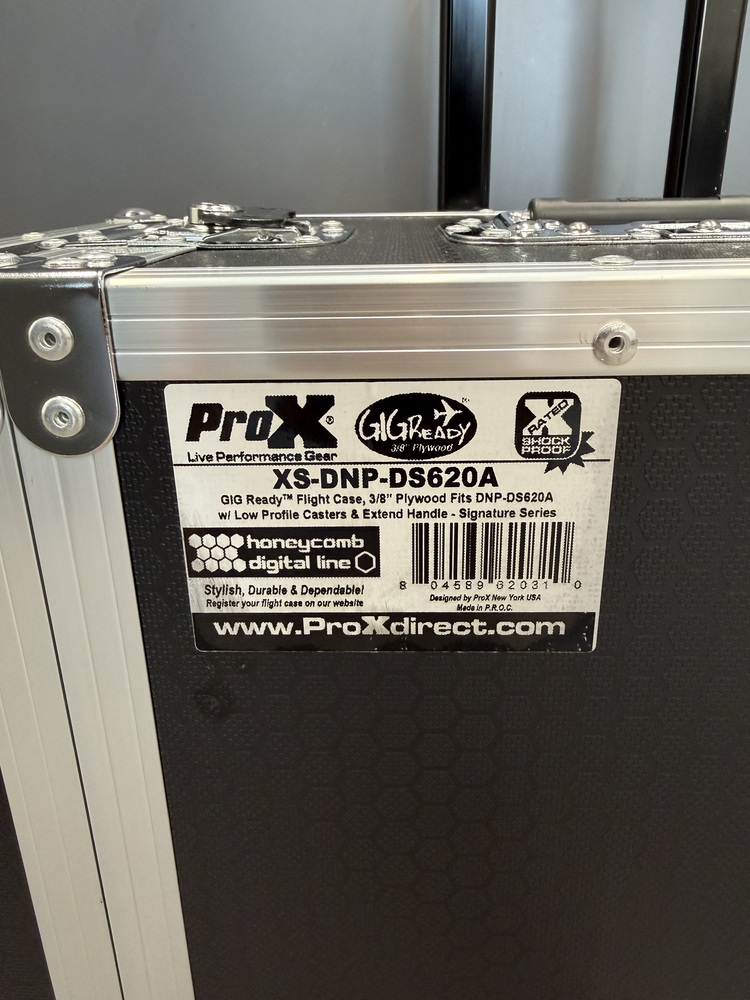 ProX®
Live Performance Gear
GIGReady
3/8" Plywood
X
RATED
SHOCK
PROOF
XS-DNP-DS620A
GIG Ready™ Flight Case, 3/8" Plywood Fits DNP-DS620A
w/ Low Profile Casters & Extend Handle - Signature Series
honeycomb
digital line
8 04589 62031 0
Stylish, Durable & Dependable!
Register your flight case on our website
Designed by ProX New York USA
Made in P.R.O.C.
www.ProXdirect.com